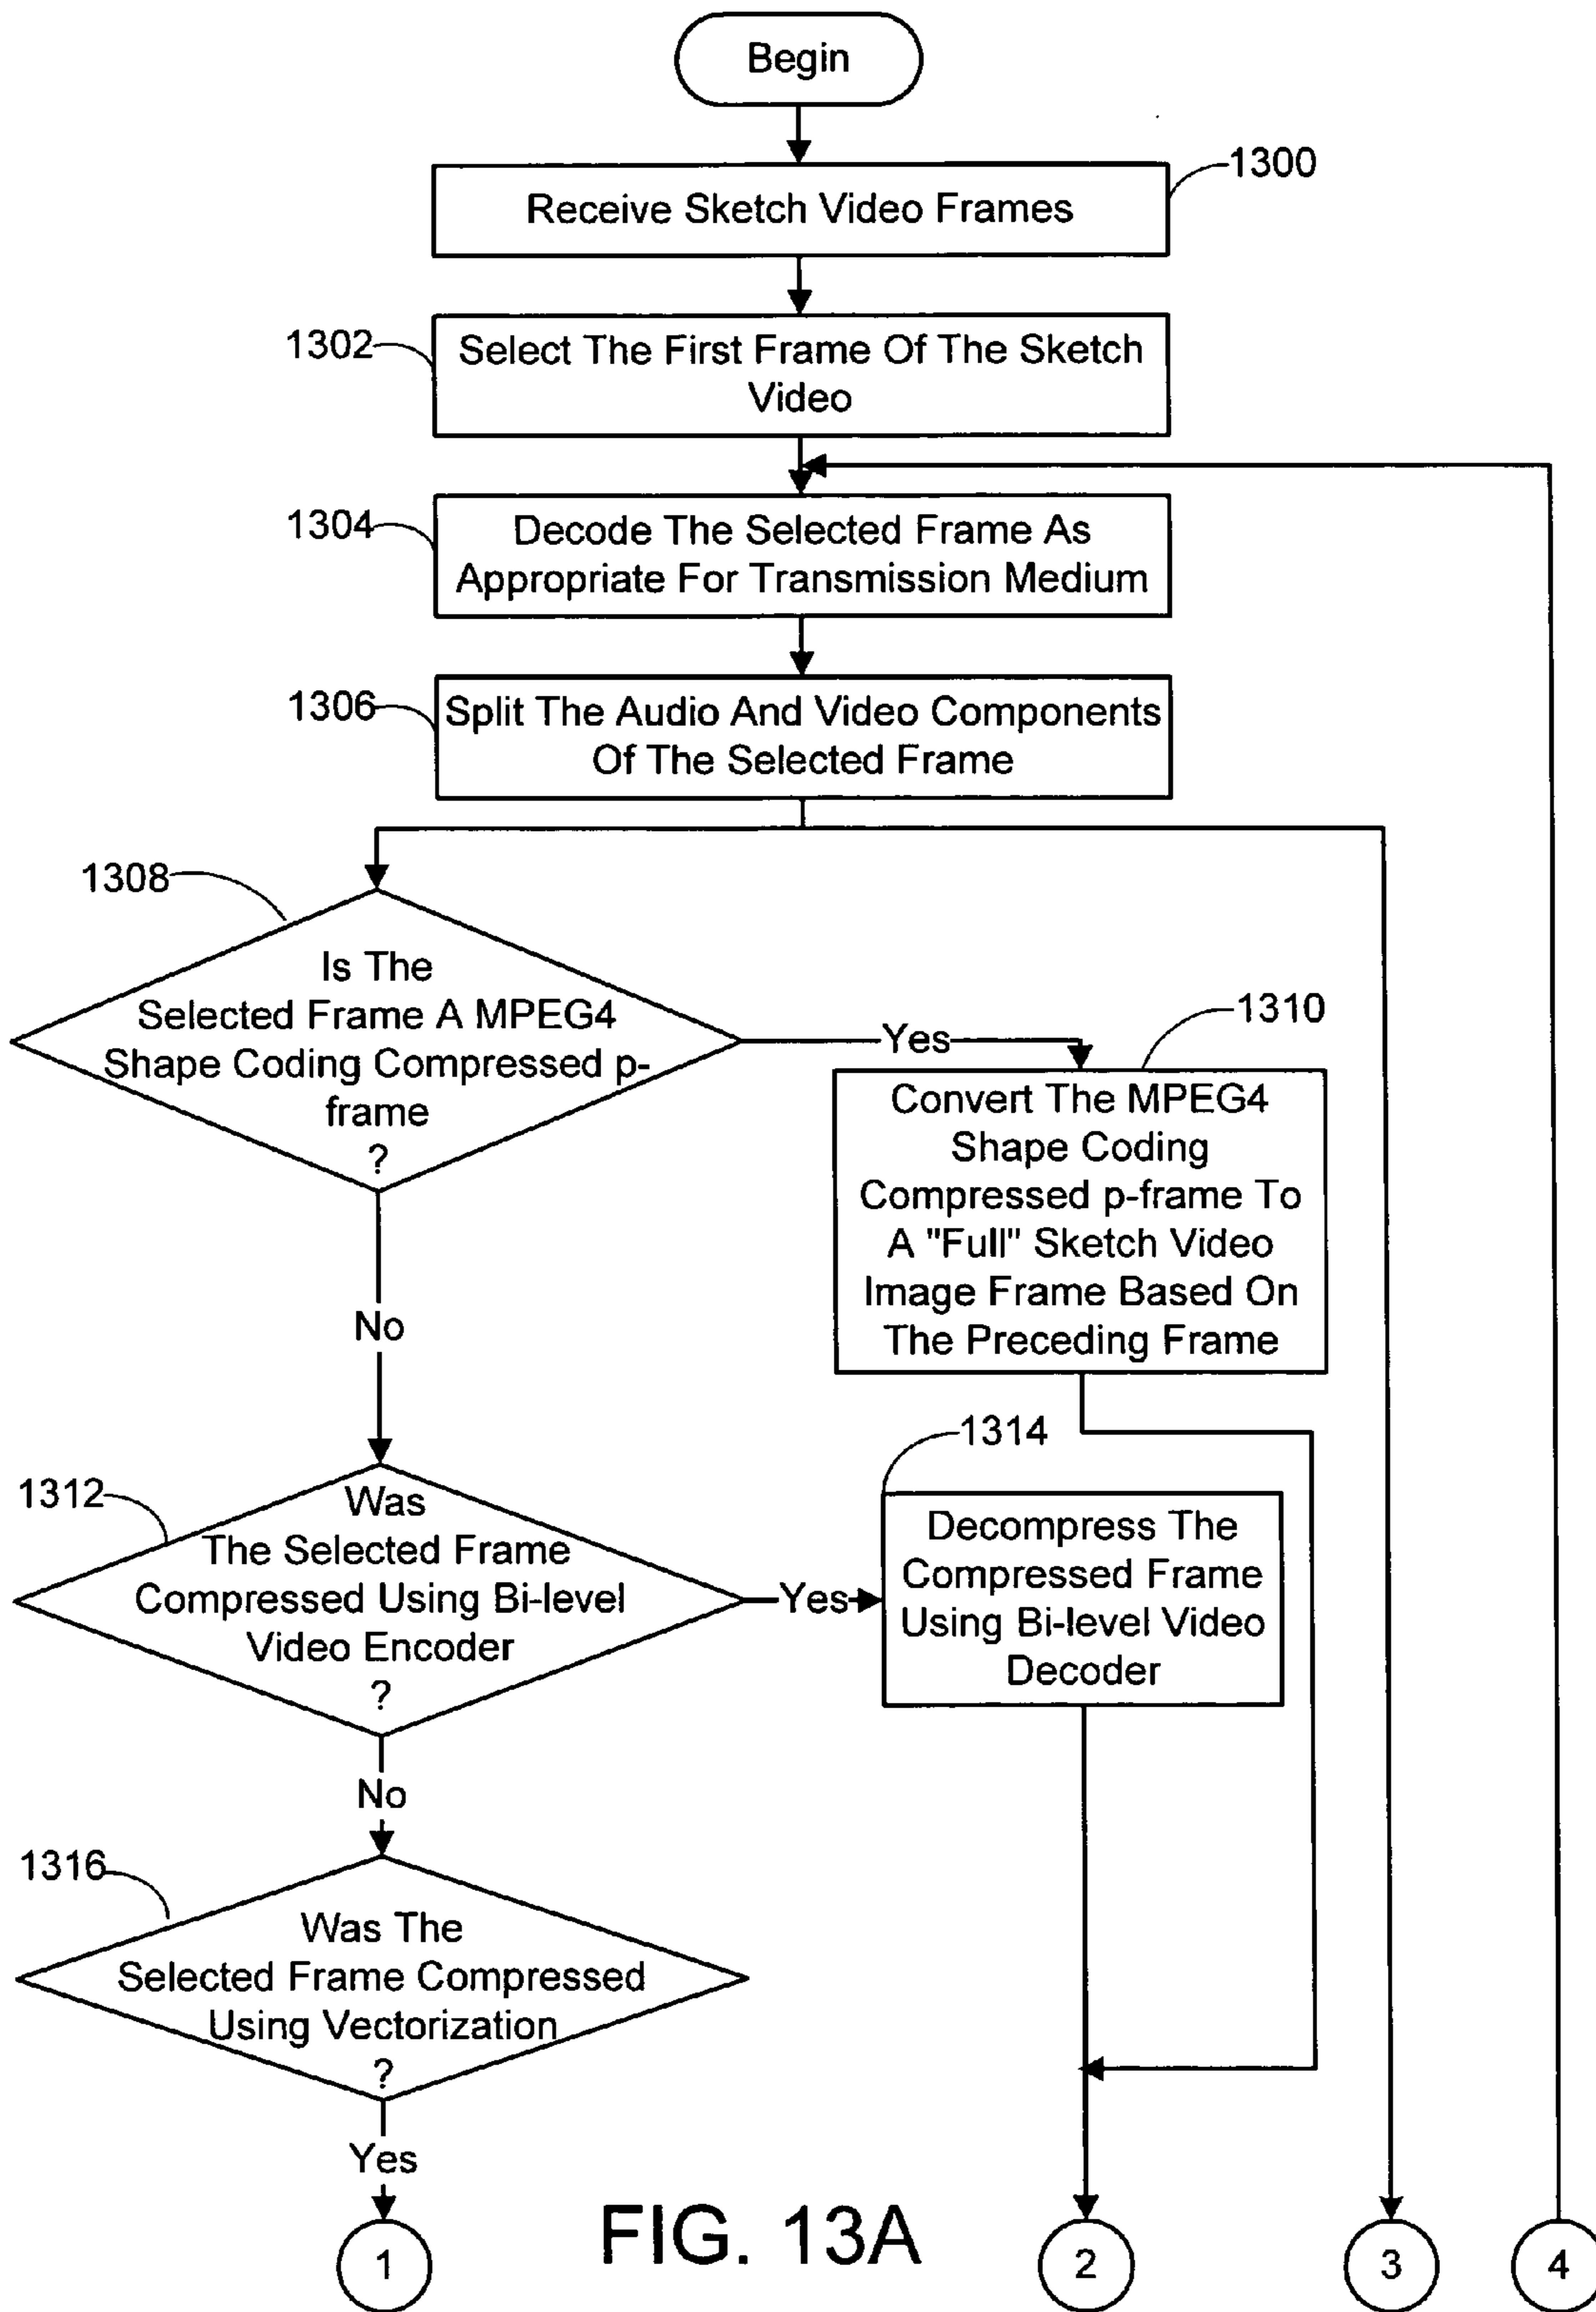 Begin
1300
Receive Sketch Video Frames
1302
Select The First Frame Of The Sketch
Video
1304
Decode The Selected Frame As
Appropriate For Transmission Medium
1306
Split The Audio And Video Components
Of The Selected Frame
1308
Is The
Selected Frame A MPEG4
Shape Coding Compressed p-
frame
?
Yes
1310
Convert The MPEG4
Shape Coding
Compressed p-frame To
A "Full" Sketch Video
Image Frame Based On
The Preceding Frame
No
1312
Was
The Selected Frame
Compressed Using Bi-level
Video Encoder
?
Yes
1314
Decompress The
Compressed Frame
Using Bi-level Video
Decoder
No
1316
Was The
Selected Frame Compressed
Using Vectorization
?
Yes
1
FIG. 13A
2
3
4